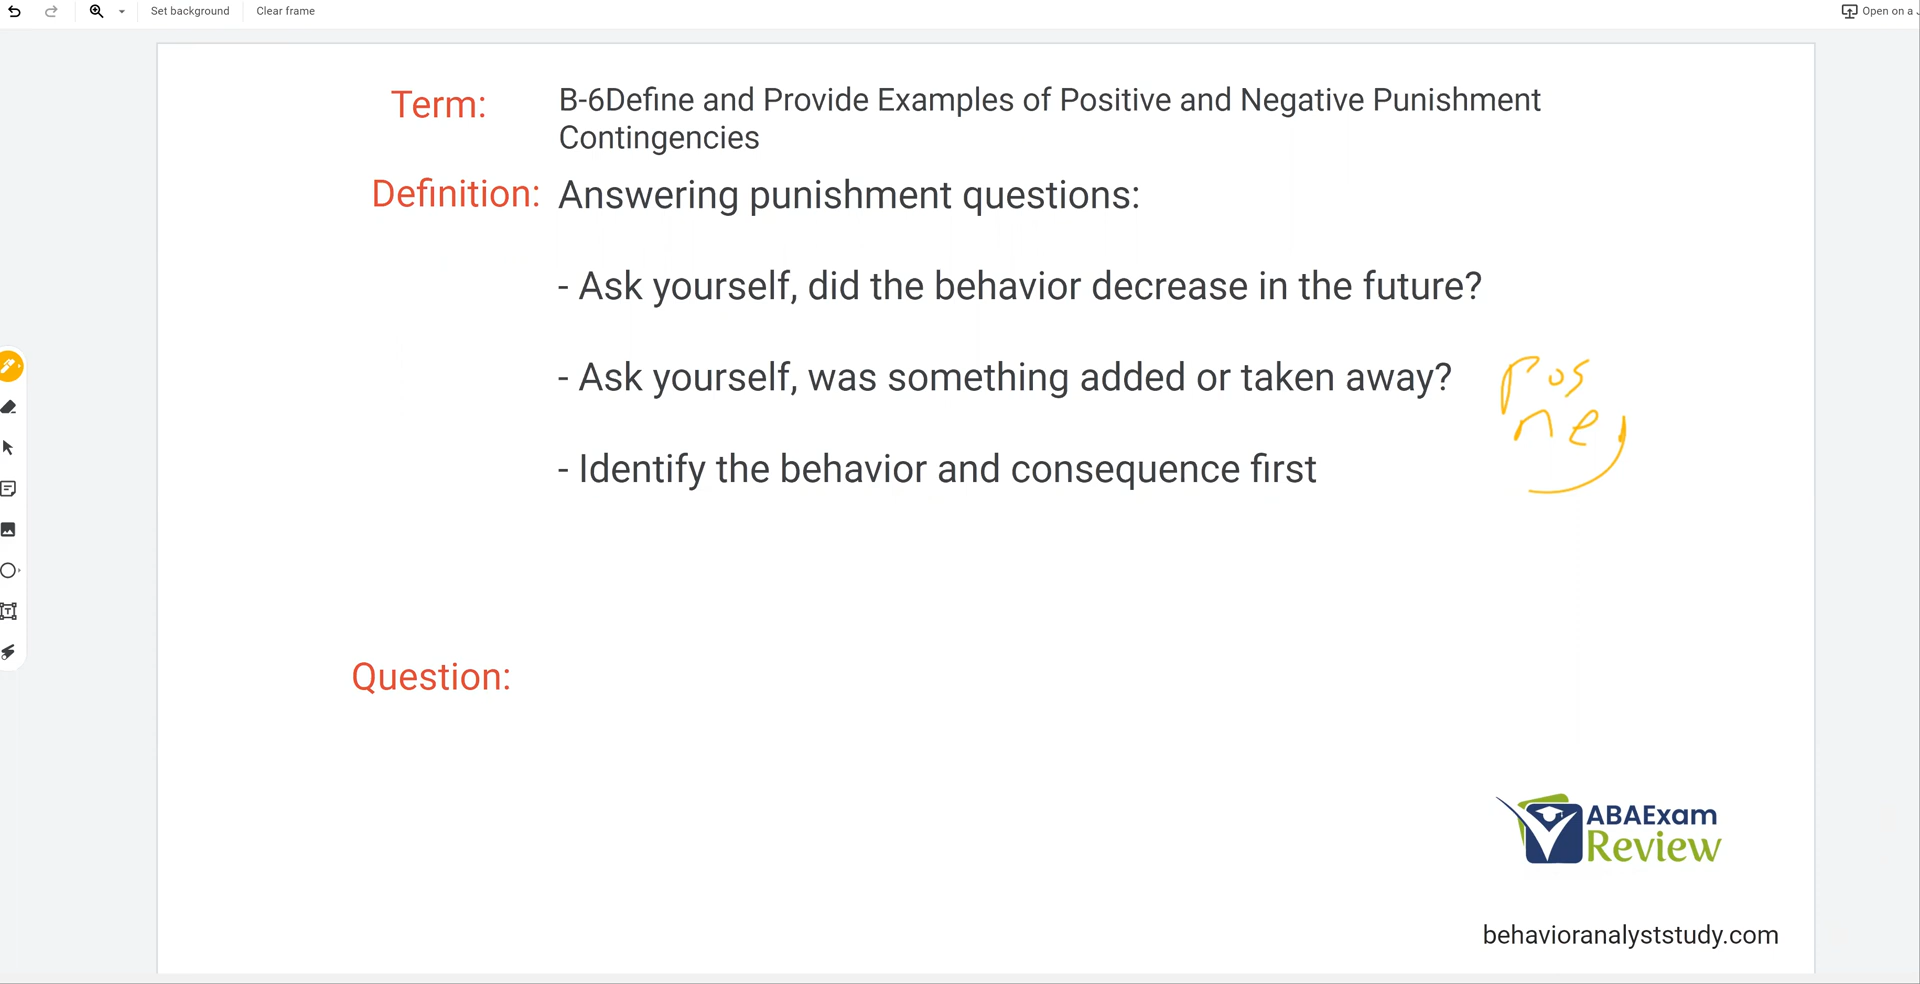 Set background Clear frame Open on a
Term: B-6Define and Provide Examples of Positive and Negative Punishment
Contingencies
Definition: Answering punishment questions:
- Ask yourself, did the behavior decrease in the future?
- Ask yourself, was something added or taken away?
pos
neg
- Identify the behavior and consequence first
Question:
ABAExam
Review
behavioranalyststudy.com